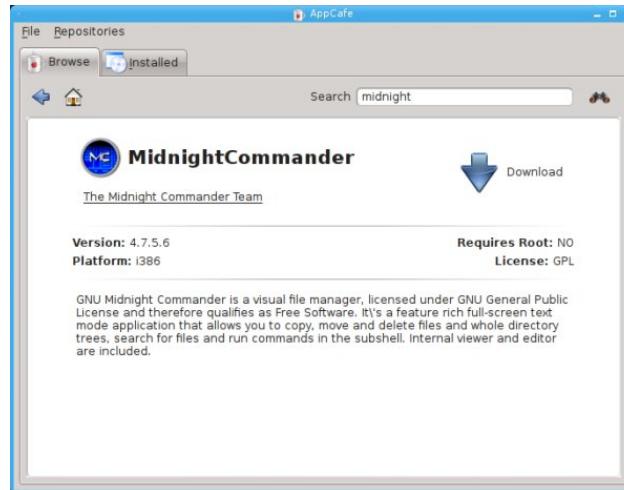 AppCafe
File Repositories
Browse Installed
Search midnight
MC MidnightCommander
Download
The Midnight Commander Team
Version: 4.7.5.6 Requires Root: NO
Platform: i386 License: GPL
GNU Midnight Commander is a visual file manager, licensed under GNU General Public
License and therefore qualifies as Free Software. It\'s a feature rich full-screen text
mode application that allows you to copy, move and delete files and whole directory
trees, search for files and run commands in the subshell. Internal viewer and editor
are included.